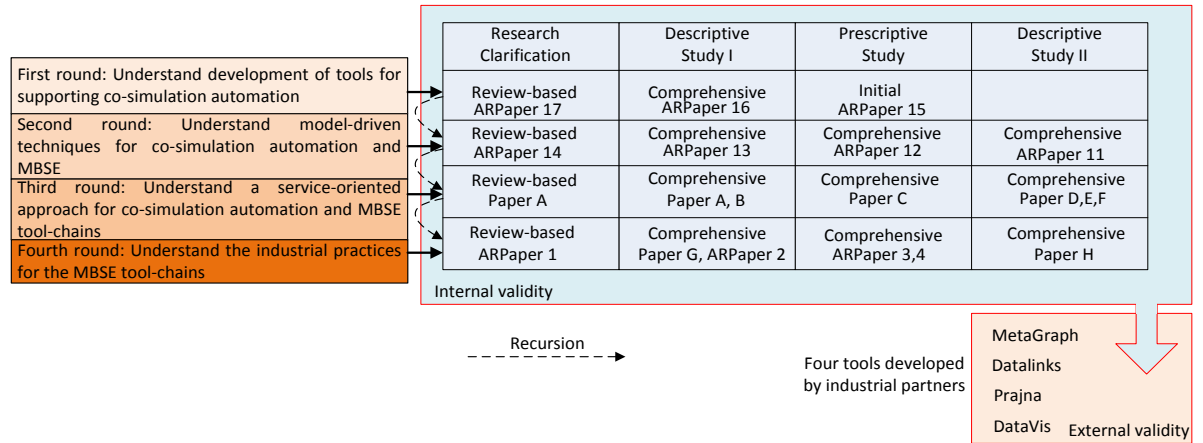 Research
Clarification
Descriptive
Study I
Prescriptive
Study
Descriptive
Study II
First round: Understand development of tools for
supporting co-simulation automation
Review-based
ARPaper 17
Comprehensive
ARPaper 16
Initial
ARPaper 15
Second round: Understand model-driven
techniques for co-simulation automation and
MBSE
Review-based
ARPaper 14
Comprehensive
ARPaper 13
Comprehensive
ARPaper 12
Comprehensive
ARPaper 11
Third round: Understand a service-oriented
approach for co-simulation automation and MBSE
tool-chains
Review-based
Paper A
Comprehensive
Paper A, B
Comprehensive
Paper C
Comprehensive
Paper D,E,F
Fourth round: Understand the industrial practices
for the MBSE tool-chains
Review-based
ARPaper 1
Comprehensive
Paper G, ARPaper 2
Comprehensive
ARPaper 3,4
Comprehensive
Paper H
Internal validity
Recursion
Four tools developed
by industrial partners
MetaGraph
Datalinks
Prajna
DataVis
External validity